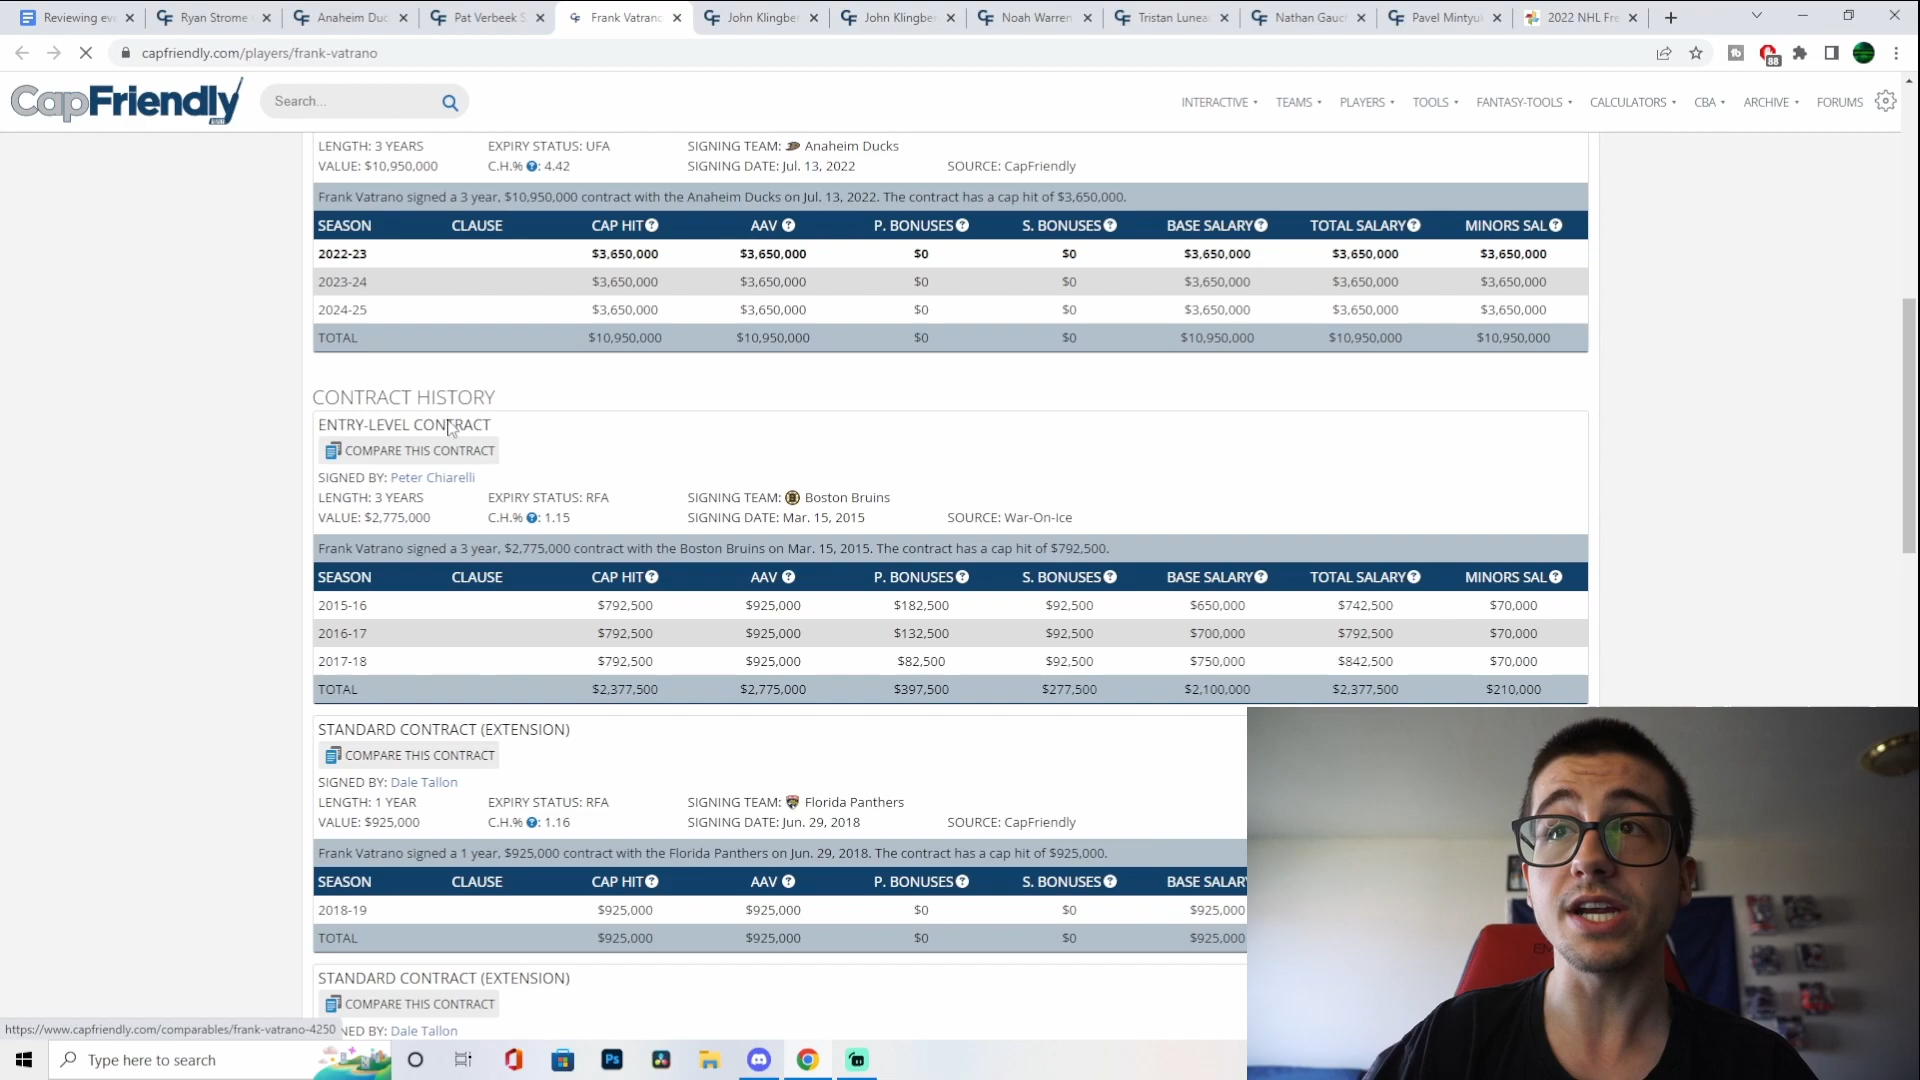 Reviewing ev
Ryan Strome
Anaheim Duc
Pat Verbeek S
Frank Vatrano
John Klingbe
John Klingbe
Noah Warren
Tristan Lunea
Nathan Gauc
Pavel Mintyu
2022 NHL Fre
capfriendly.com/players/frank-vatrano
88
CapFriendly
Search...
INTERACTIVE
TEAMS
PLAYERS
TOOLS
FANTASY-TOOLS
CALCULATORS
CBA
ARCHIVE
FORUMS
LENGTH: 3 YEARS EXPIRY STATUS: UFA SIGNING TEAM: Anaheim Ducks
VALUE: $10,950,000 C.H.% ?: 4.42 SIGNING DATE: Jul. 13, 2022 SOURCE: CapFriendly
Frank Vatrano signed a 3 year, $10,950,000 contract with the Anaheim Ducks on Jul. 13, 2022. The contract has a cap hit of $3,650,000.
SEASON CLAUSE CAP HIT ? AAV ? P. BONUSES ? S. BONUSES ? BASE SALARY ? TOTAL SALARY ? MINORS SAL ?
2022-23 $3,650,000 $3,650,000 $0 $0 $3,650,000 $3,650,000 $3,650,000
2023-24 $3,650,000 $3,650,000 $0 $0 $3,650,000 $3,650,000 $3,650,000
2024-25 $3,650,000 $3,650,000 $0 $0 $3,650,000 $3,650,000 $3,650,000
TOTAL $10,950,000 $10,950,000 $0 $0 $10,950,000 $10,950,000 $10,950,000
CONTRACT HISTORY
ENTRY-LEVEL CONTRACT
COMPARE THIS CONTRACT
SIGNED BY: Peter Chiarelli
LENGTH: 3 YEARS EXPIRY STATUS: RFA SIGNING TEAM: Boston Bruins
VALUE: $2,775,000 C.H.% ?: 1.15 SIGNING DATE: Mar. 15, 2015 SOURCE: War-On-Ice
Frank Vatrano signed a 3 year, $2,775,000 contract with the Boston Bruins on Mar. 15, 2015. The contract has a cap hit of $792,500.
SEASON CLAUSE CAP HIT ? AAV ? P. BONUSES ? S. BONUSES ? BASE SALARY ? TOTAL SALARY ? MINORS SAL ?
2015-16 $792,500 $925,000 $182,500 $92,500 $650,000 $742,500 $70,000
2016-17 $792,500 $925,000 $132,500 $92,500 $700,000 $792,500 $70,000
2017-18 $792,500 $925,000 $82,500 $92,500 $750,000 $842,500 $70,000
TOTAL $2,377,500 $2,775,000 $397,500 $277,500 $2,100,000 $2,377,500 $210,000
STANDARD CONTRACT (EXTENSION)
COMPARE THIS CONTRACT
SIGNED BY: Dale Tallon
LENGTH: 1 YEAR EXPIRY STATUS: RFA SIGNING TEAM: Florida Panthers
VALUE: $925,000 C.H.% ?: 1.16 SIGNING DATE: Jun. 29, 2018 SOURCE: CapFriendly
Frank Vatrano signed a 1 year, $925,000 contract with the Florida Panthers on Jun. 29, 2018. The contract has a cap hit of $925,000.
SEASON CLAUSE CAP HIT ? AAV ? P. BONUSES ? S. BONUSES ? BASE SALARY
2018-19 $925,000 $925,000 $0 $0 $925,000
TOTAL $925,000 $925,000 $0 $0 $925,000
STANDARD CONTRACT (EXTENSION)
COMPARE THIS CONTRACT
https://www.capfriendly.com/comparables/frank-vatrano-4250
NED BY: Dale Tallon
Type here to search
Ps